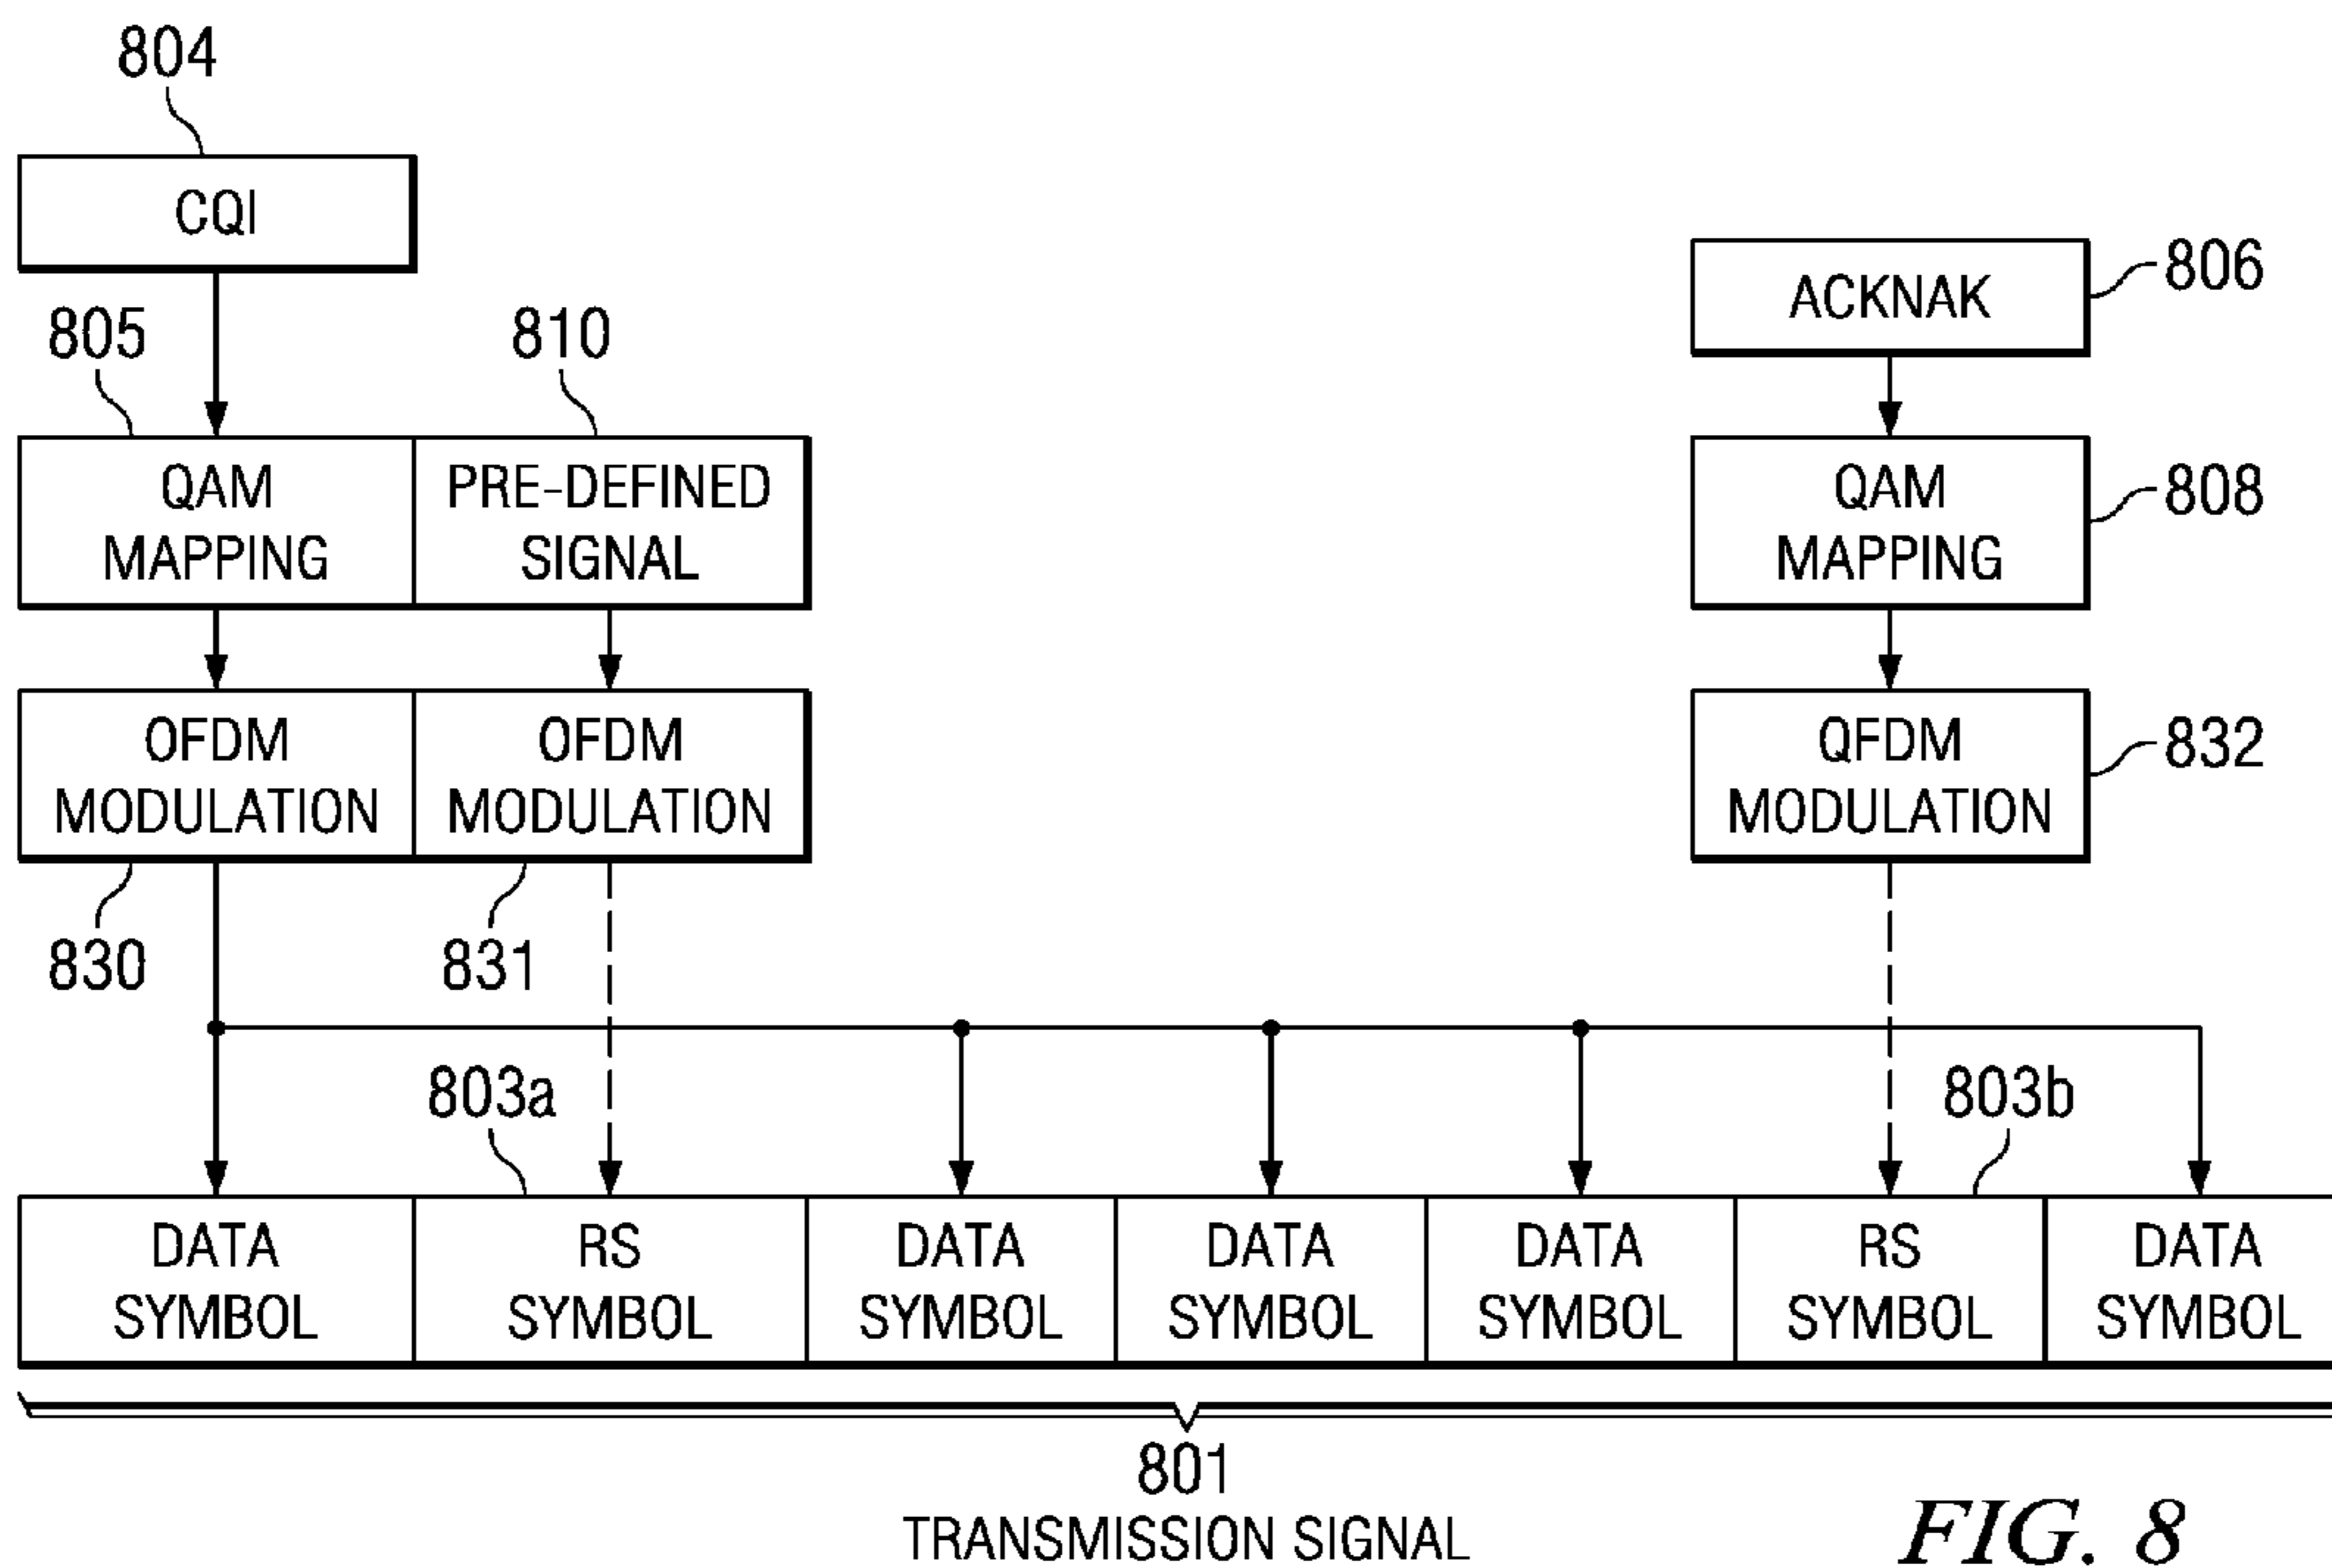 804
CQI
806
ACKNAK
805
810
QAM
MAPPING
PRE-DEFINED
SIGNAL
QAM
MAPPING
808
OFDM
MODULATION
OFDM
MODULATION
QFDM
MODULATION
832
830
831
803a
803b
DATA
SYMBOL
RS
SYMBOL
DATA
SYMBOL
DATA
SYMBOL
DATA
SYMBOL
RS
SYMBOL
DATA
SYMBOL
801
TRANSMISSION SIGNAL
FIG. 8